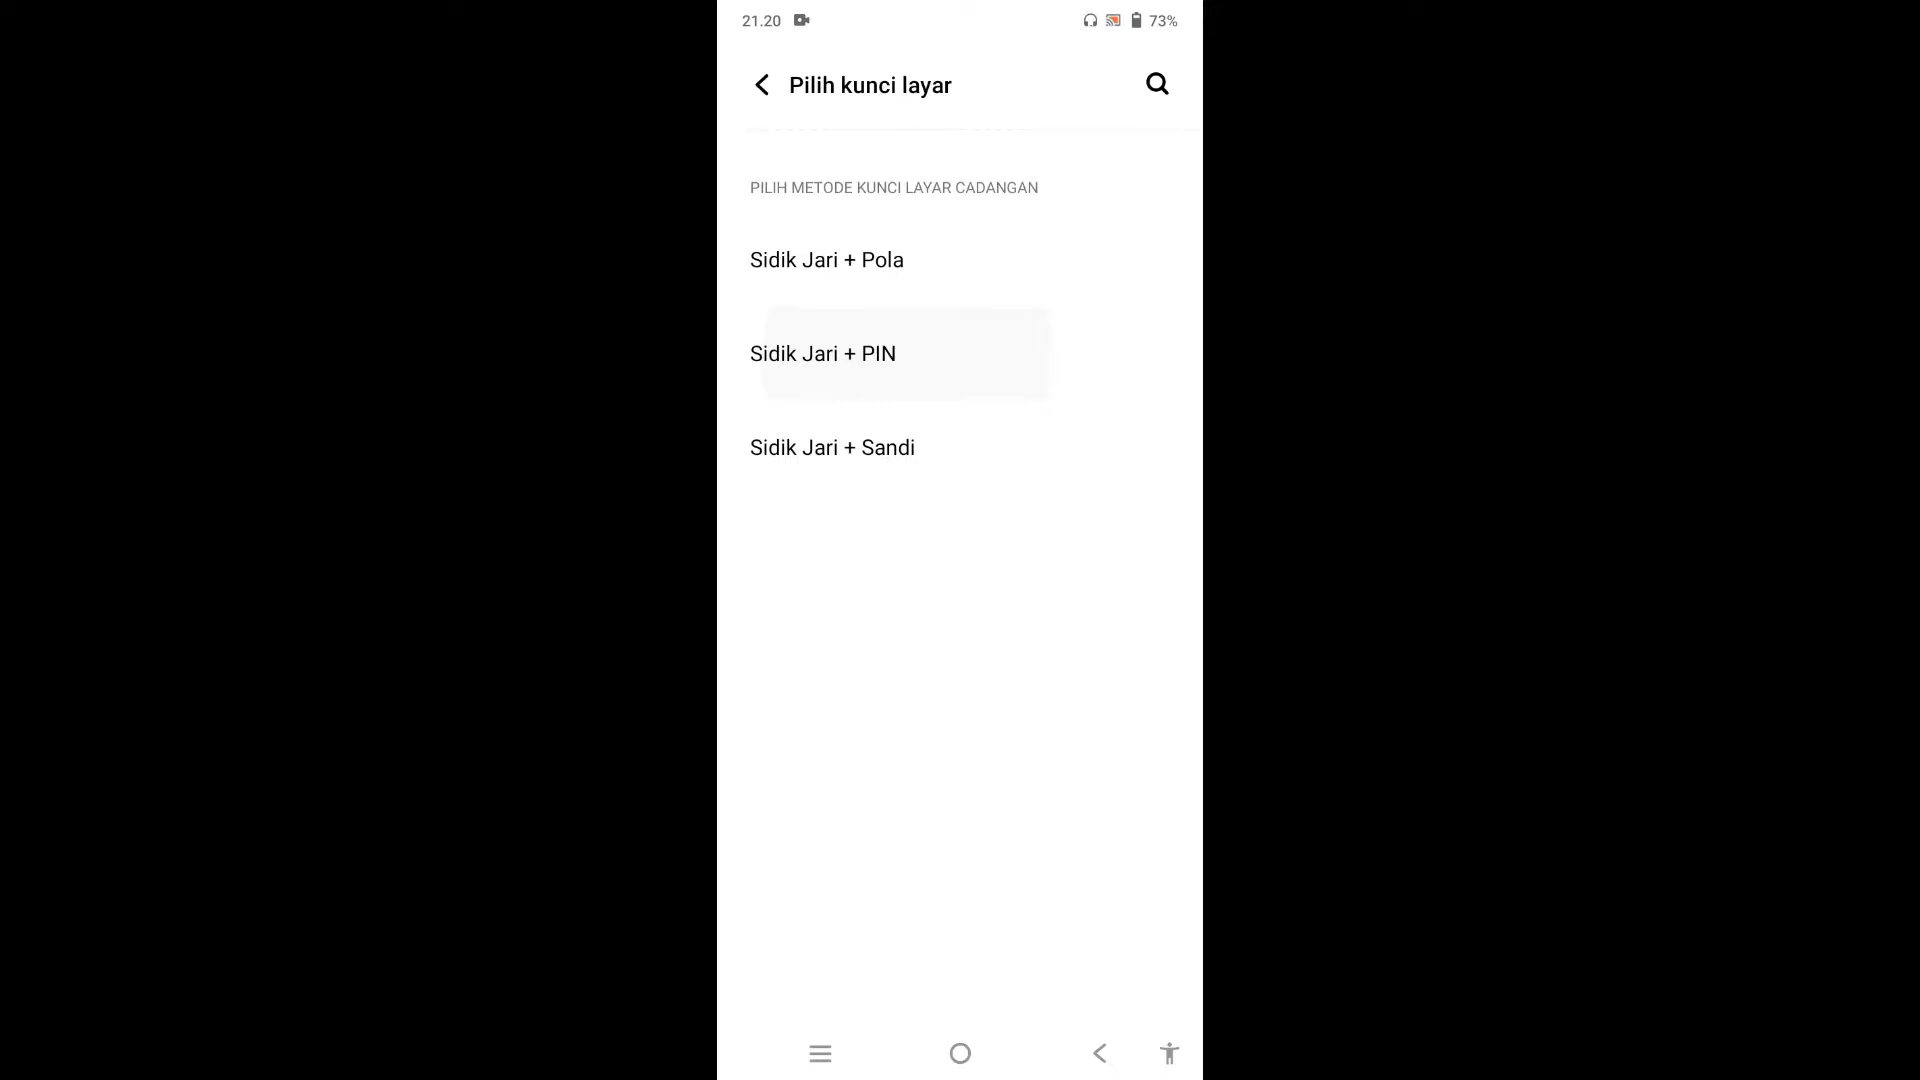 21.20 73%
Pilih kunci layar
PILIH METODE KUNCI LAYAR CADANGAN
Sidik Jari + Pola
Sidik Jari + PIN
Sidik Jari + Sandi